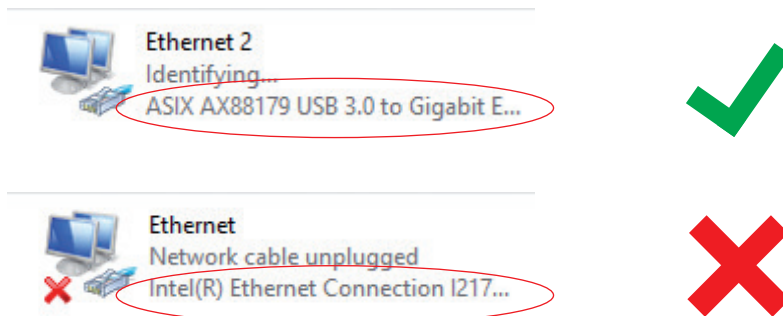 Ethernet 2
Identifying...
ASIX AX88179 USB 3.0 to Gigabit E...
Ethernet
Network cable unplugged
Intel(R) Ethernet Connection I217...